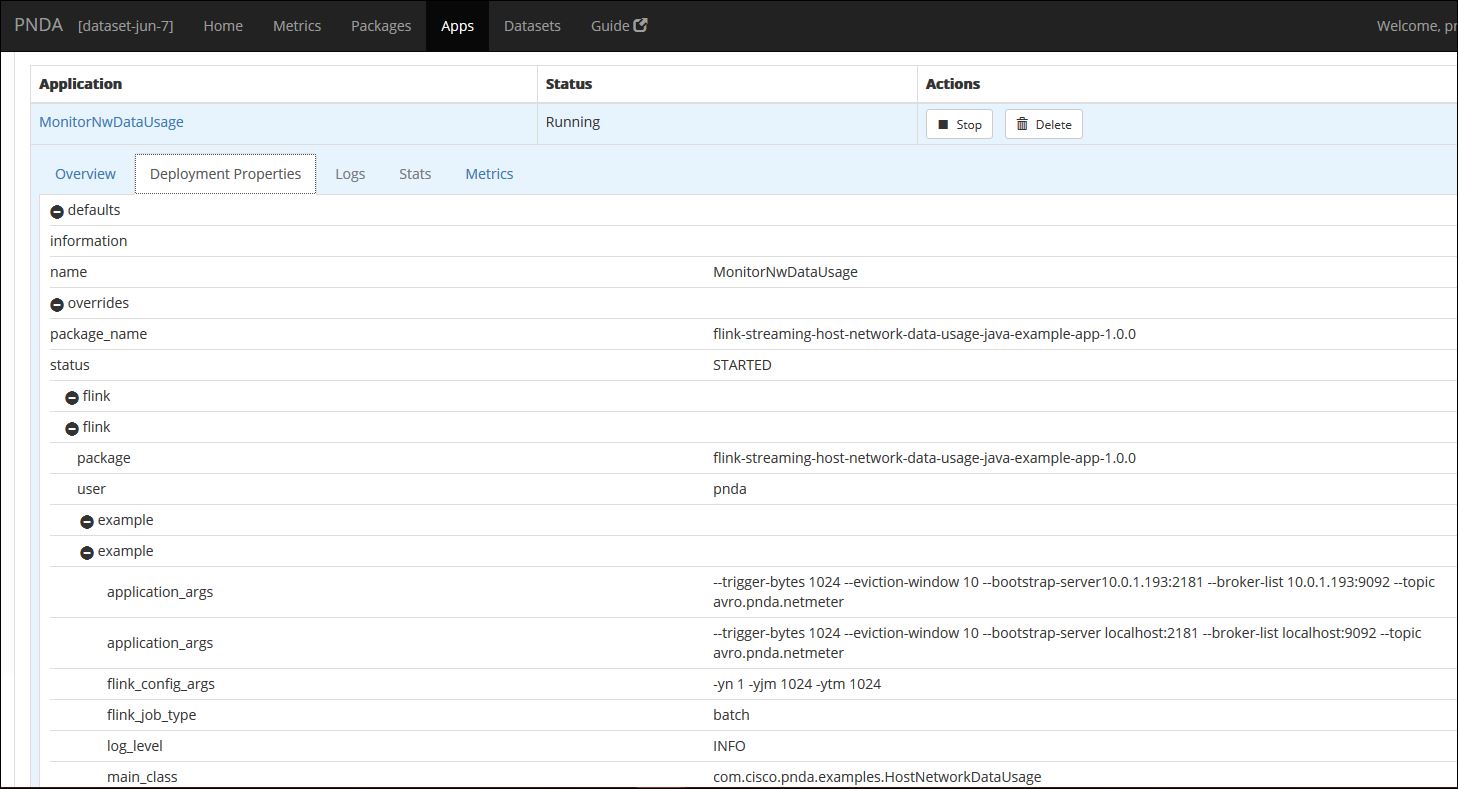 PNDA [dataset-jun-7] Home Metrics Packages Apps Datasets Guide Welcome, pr
Application Status Actions
MonitorNwDataUsage Running Stop Delete
Overview Deployment Properties Logs Stats Metrics
defaults
information
name MonitorNwDataUsage
overrides
package_name flink-streaming-host-network-data-usage-java-example-app-1.0.0
status STARTED
flink
flink
package flink-streaming-host-network-data-usage-java-example-app-1.0.0
user pnda
example
example
application_args --trigger-bytes 1024 --eviction-window 10 --bootstrap-server10.0.1.193:2181 --broker-list 10.0.1.193:9092 --topic
avro.pnda.netmeter
application_args --trigger-bytes 1024 --eviction-window 10 --bootstrap-server localhost:2181 --broker-list localhost:9092 --topic
avro.pnda.netmeter
flink_config_args -yn 1 -yjm 1024 -ytm 1024
flink_job_type batch
log_level INFO
main_class com.cisco.pnda.examples.HostNetworkDataUsage